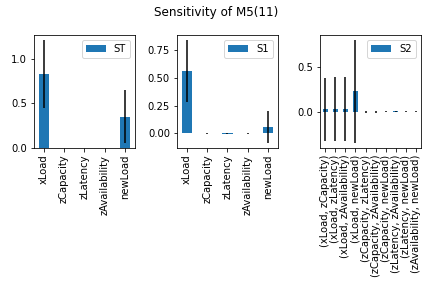 Sensitivity of M5(11)
ST
1.0
0.5
0.0
xLoad
zCapacity
zLatency
zAvailability
newLoad
S1
0.75
0.50
0.25
0.00
xLoad
zCapacity
zLatency
zAvailability
newLoad
S2
0.5
0.0
(xLoad, zCapacity)
(xLoad, zLatency)
(xLoad, zAvailability)
(xLoad, newLoad)
(zCapacity, zLatency)
(zCapacity, zAvailability)
(zCapacity, newLoad)
(zLatency, zAvailability)
(zLatency, newLoad)
(zAvailability, newLoad)